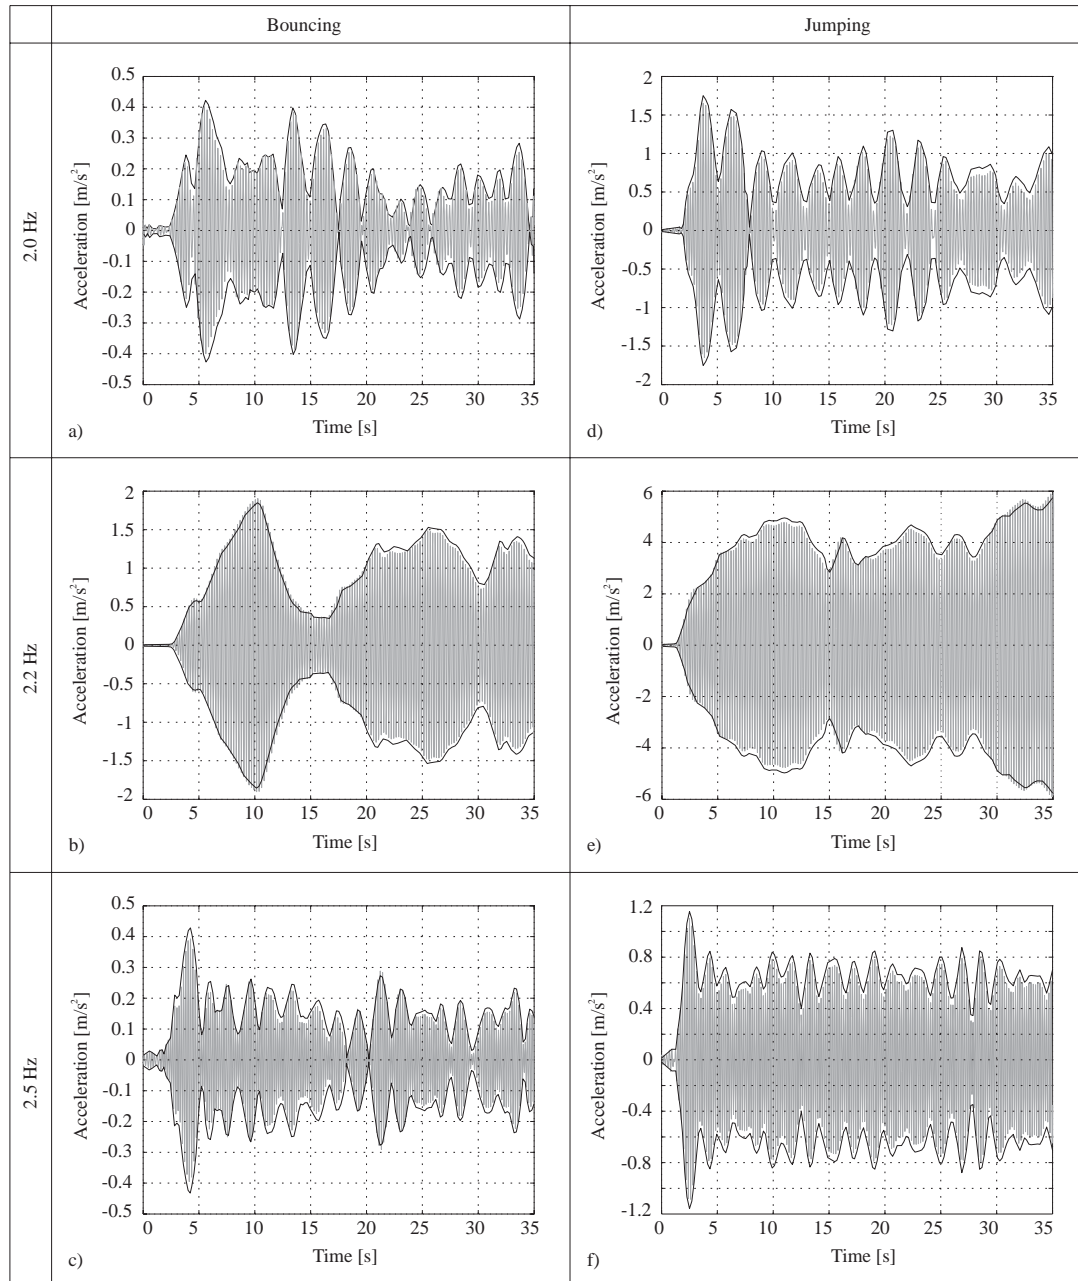 Bouncing
Jumping
2.0 Hz
Acceleration [m/s²]
0.5
0.4
0.3
0.2
0.1
0
-0.1
-0.2
-0.3
-0.4
-0.5
0 5 10 15 20 25 30 35
Time [s]
a)
Acceleration [m/s²]
2
1.5
1
0.5
0
-0.5
-1
-1.5
-2
0 5 10 15 20 25 30 35
Time [s]
d)
2.2 Hz
Acceleration [m/s²]
2
1.5
1
0.5
0
-0.5
-1
-1.5
-2
0 5 10 15 20 25 30 35
Time [s]
b)
Acceleration [m/s²]
6
4
2
0
-2
-4
-6
0 5 10 15 20 25 30 35
Time [s]
e)
2.5 Hz
Acceleration [m/s²]
0.5
0.4
0.3
0.2
0.1
0
-0.1
-0.2
-0.3
-0.4
-0.5
0 5 10 15 20 25 30 35
Time [s]
c)
Acceleration [m/s²]
1.2
0.8
0.4
0
-0.4
-0.8
-1.2
0 5 10 15 20 25 30 35
Time [s]
f)